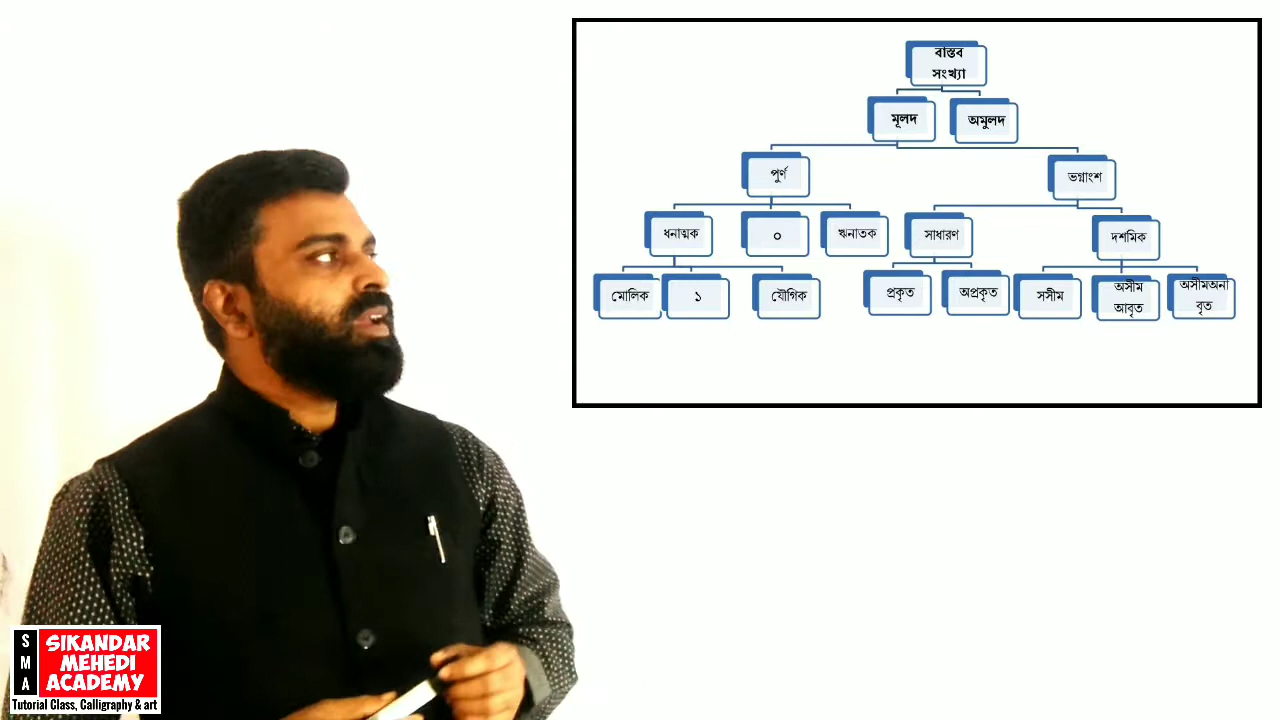 বাস্তব
সংখ্যা
মূলদ
অমুলদ
পুর্ণ
ভগ্নাংশ
ধনাত্মক
০
ঋনাতক
সাধারণ
দশমিক
মোলিক
১
যৌগিক
প্রকৃত
অপ্রকৃত
সসীম
অসীম
আবৃত
অসীমঅনা
বৃত
S
M
A
SIKANDAR
MEHEDI
ACADEMY
Tutorial Class, Calligraphy & art